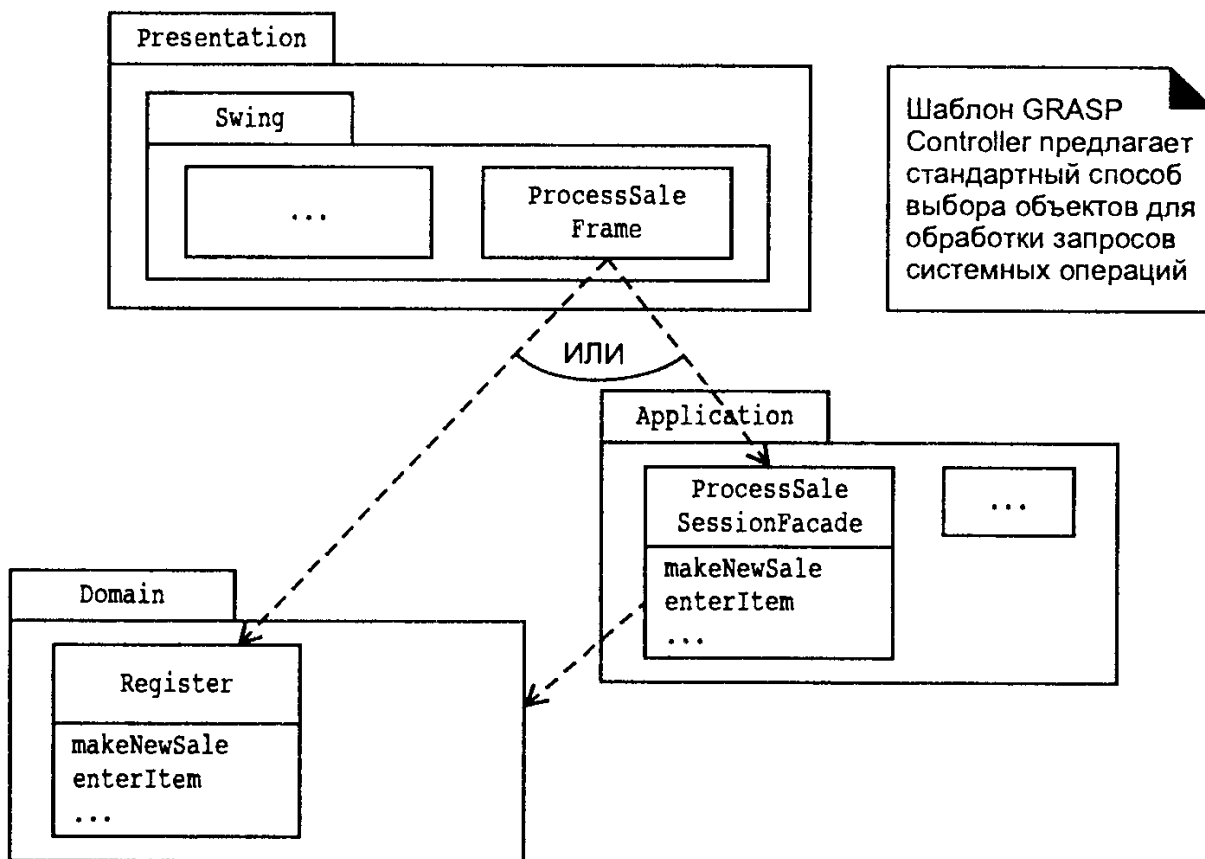 Presentation
Swing
...
ProcessSale
Frame
Шаблон GRASP
Controller предлагает
стандартный способ
выбора объектов для
обработки запросов
системных операций
ИЛИ
Application
ProcessSale
SessionFacade
makeNewSale
enterItem
...
...
Domain
Register
makeNewSale
enterItem
...